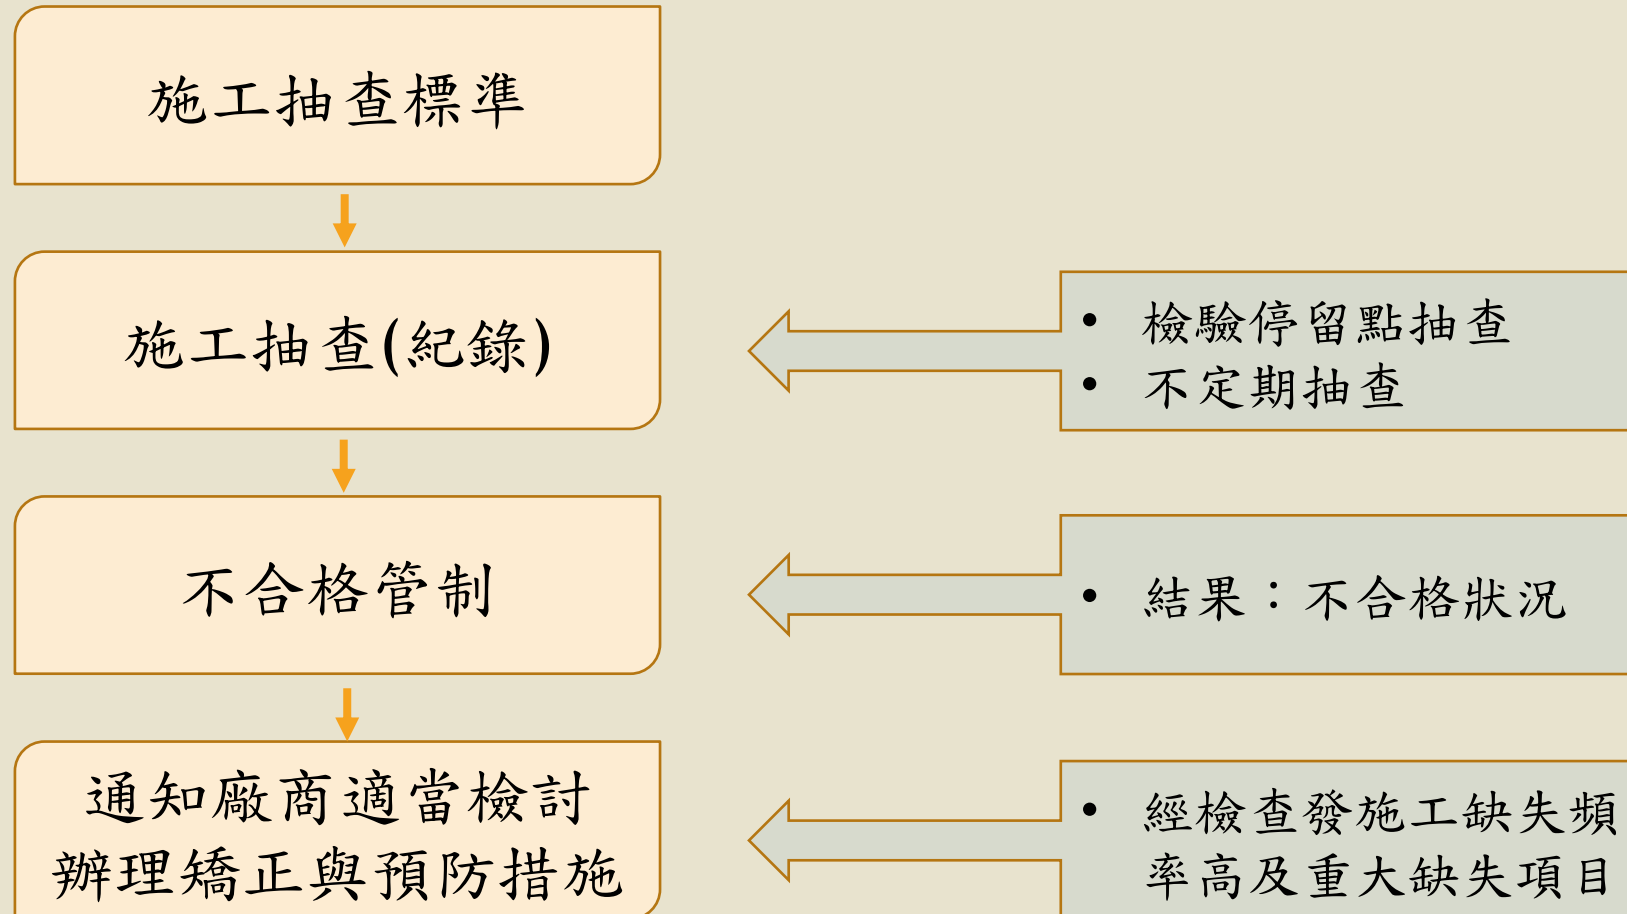 施工抽查標準
施工抽查(紀錄)
• 檢驗停留點抽查
• 不定期抽查
不合格管制
• 結果：不合格狀況
通知廠商適當檢討
辦理矯正與預防措施
• 經檢查發施工缺失頻
率高及重大缺失項目